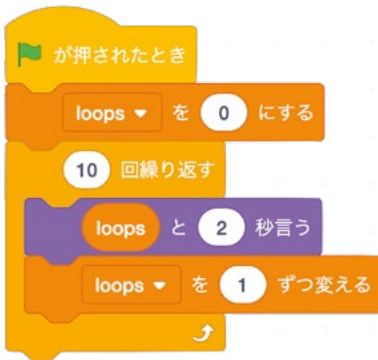 が押されたとき
loops を 0 にする
10 回繰り返す
loops と 2 秒言う
loops を 1 ずつ変える